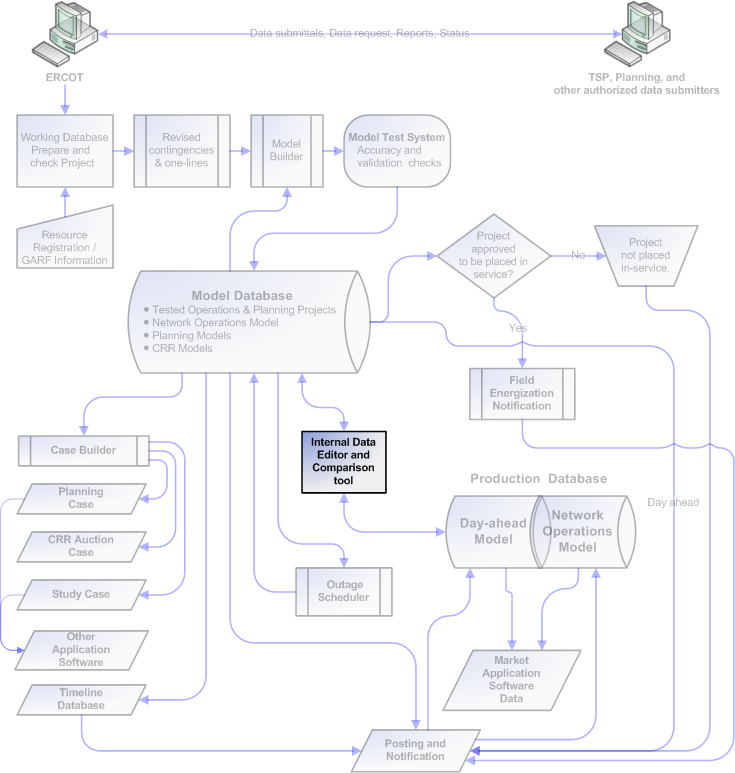 Data submittals, Data request, Reports, Status
ERCOT
TSP, Planning, and
other authorized data submitters
Working Database
Prepare and
check Project
Revised
contingencies
& one-lines
Model
Builder
Model Test System
Accuracy and
validation checks
Resource
Registration /
GARF Information
Project
approved
to be placed in
service?
No
Project
not placed
in-service.
Yes
Model Database
• Tested Operations & Planning Projects
• Network Operations Model
• Planning Models
• CRR Models
Field
Energization
Notification
Case Builder
Internal Data
Editor and
Comparison
tool
Planning
Case
Production Database
Day ahead
Day-ahead
Model
Network
Operations
Model
CRR Auction
Case
Study Case
Outage
Scheduler
Other
Application
Software
Market
Application
Software
Data
Timeline
Database
Posting and
Notification